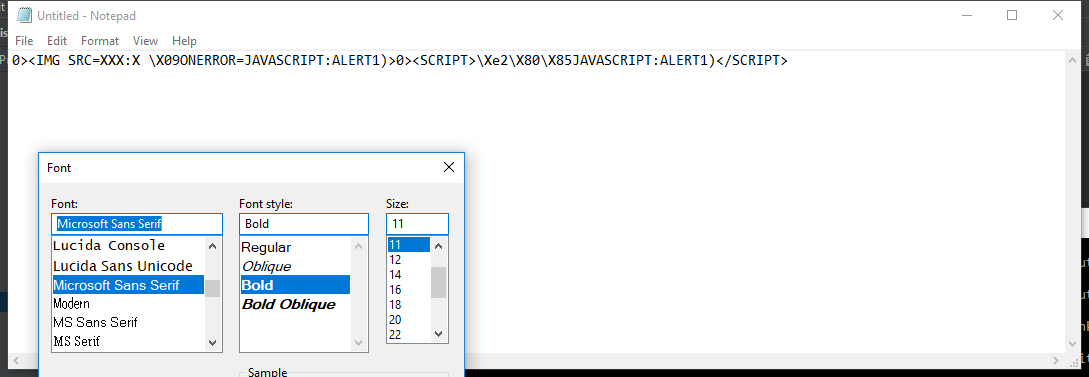 Untitled - Notepad
File Edit Format View Help
0><IMG SRC=XXX:X \X09ONERROR=JAVASCRIPT:ALERT1)>0><SCRIPT>\Xe2\X80\X85JAVASCRIPT:ALERT1)</SCRIPT>
Font
Font: Font style: Size:
Microsoft Sans Serif Bold 11
Lucida Console Regular 11
Lucida Sans Unicode Oblique 12
Microsoft Sans Serif Bold 14
Modern Bold Oblique 16
MS Sans Serif 18
MS Serif 20
22
Sample